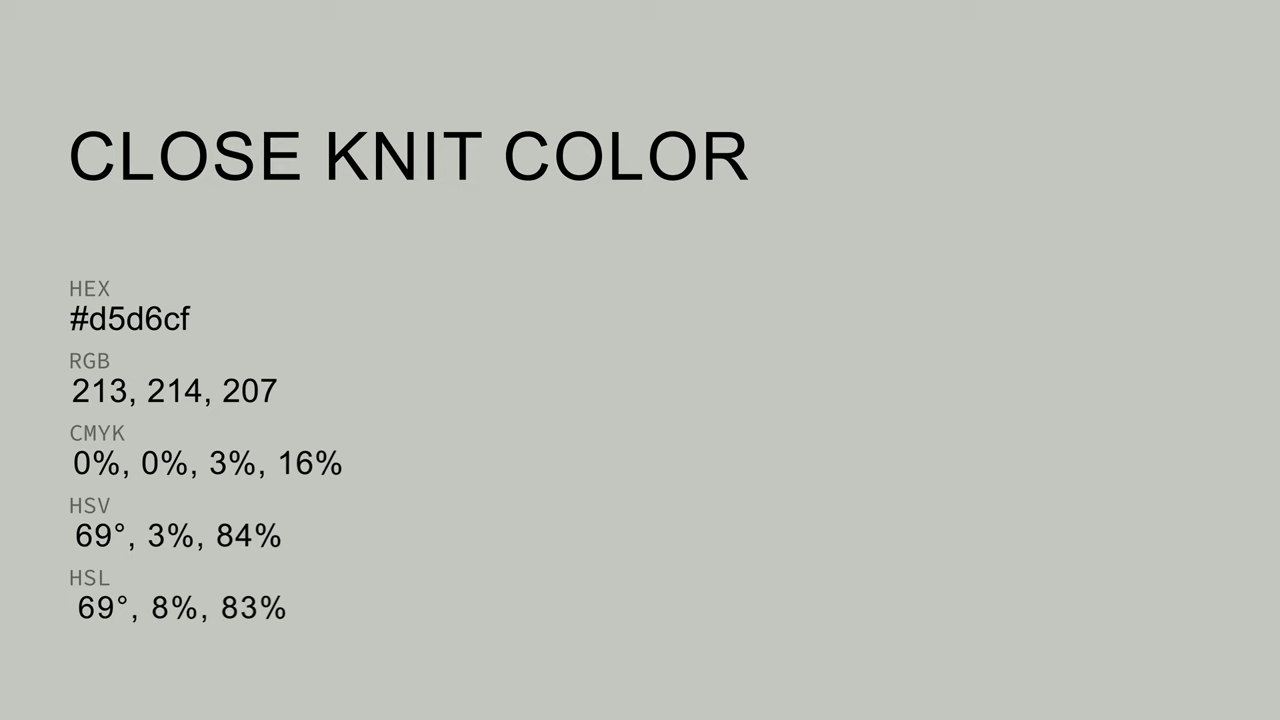 CLOSE KNIT COLOR
HEX
#d5d6cf
RGB
213, 214, 207
CMYK
0%, 0%, 3%, 16%
HSV
69°, 3%, 84%
HSL
69°, 8%, 83%